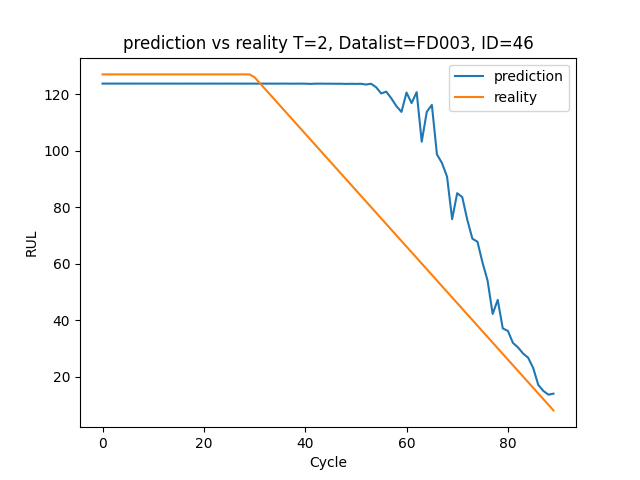 prediction vs reality T=2, Datalist=FD003, ID=46
prediction
reality
RUL
120
100
80
60
40
20
0 20 40 60 80
Cycle